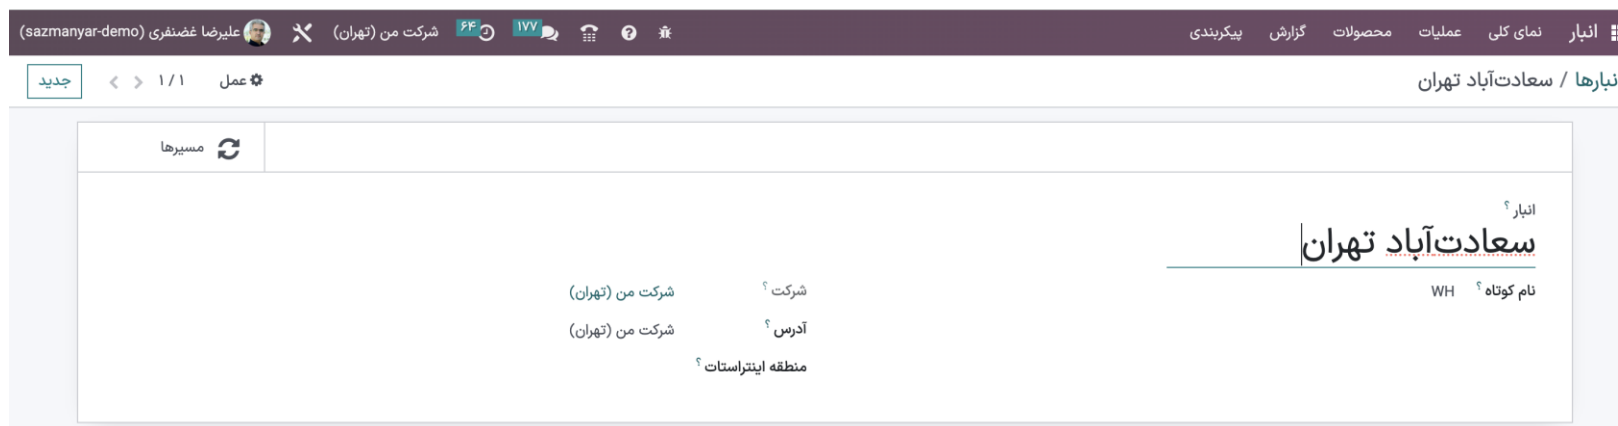 انبار نمای کلی عملیات محصولات گزارش پیکربندی ۱۷۷ ۶۴ شرکت من (تهران) علیرضا غضنفری (sazmanyar-demo)
نبارها / سعادت‌آباد تهران عمل ۱ / ۱ جدید
مسیرها
انبار ؟
سعادت‌آباد تهران
نام کوتاه ؟ WH شرکت ؟ شرکت من (تهران)
آدرس ؟ شرکت من (تهران)
منطقه اینتراستات ؟